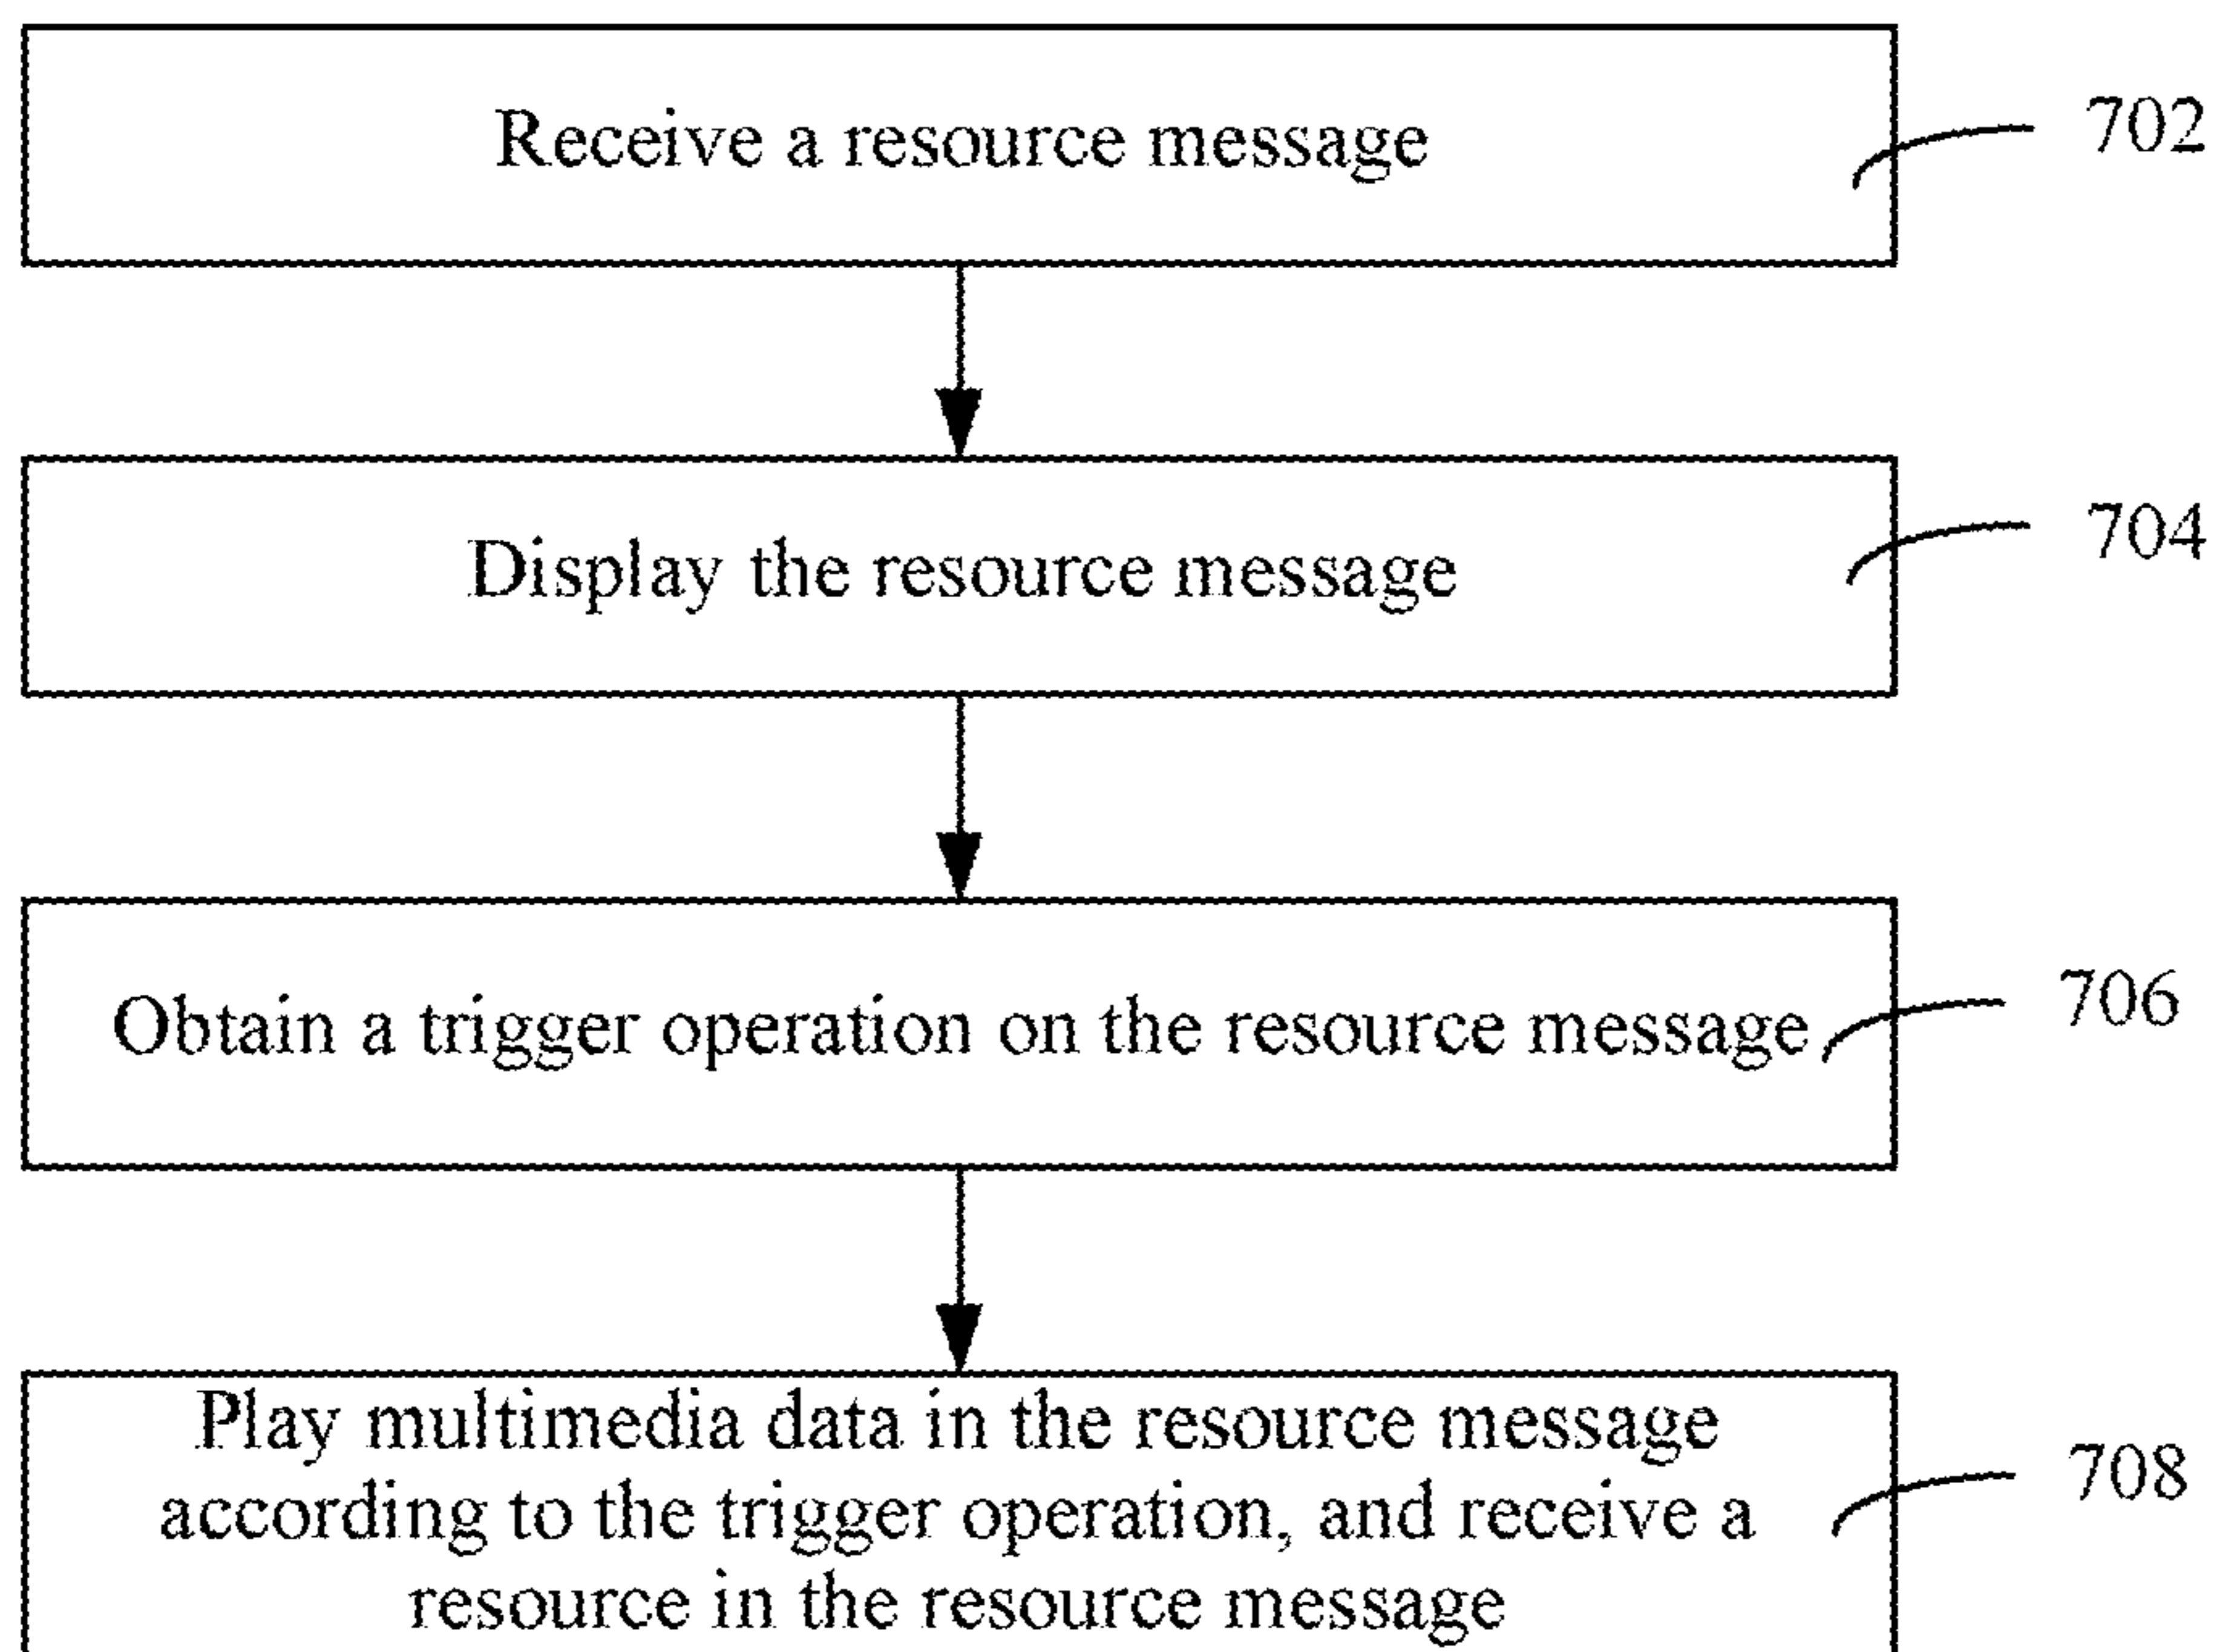 Receive a resource message
702
Display the resource message
704
Obtain a trigger operation on the resource message
706
Play multimedia data in the resource message
according to the trigger operation, and receive a
resource in the resource message
708